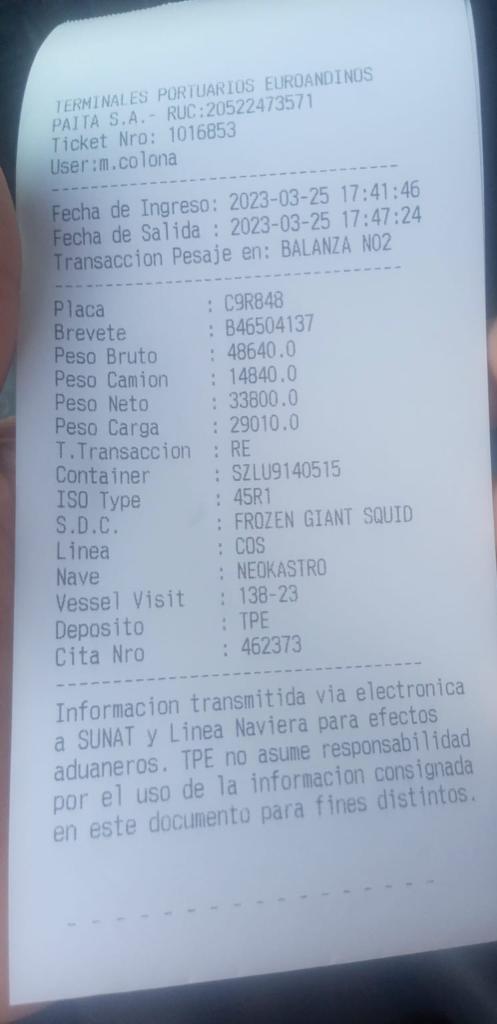 TERMINALES PORTUARIOS EUROANDINOS
PAITA S.A.- RUC:20522473571
Ticket Nro: 1016853
User:m.colona
Fecha de Ingreso: 2023-03-25 17:41:46
Fecha de Salida : 2023-03-25 17:47:24
Transaccion Pesaje en: BALANZA NO2
Placa : C9R848
Brevete : B46504137
Peso Bruto : 48640.0
Peso Camion : 14840.0
Peso Neto : 33800.0
Peso Carga : 29010.0
T.Transaccion : RE
Container : SZLU9140515
ISO Type : 45R1
S.D.C. : FROZEN GIANT SQUID
Linea : COS
Nave : NEOKASTRO
Vessel Visit : 138-23
Deposito : TPE
Cita Nro : 462373
Informacion transmitida via electronica
a SUNAT y Linea Naviera para efectos
aduaneros. TPE no asume responsabilidad
por el uso de la informacion consignada
en este documento para fines distintos.